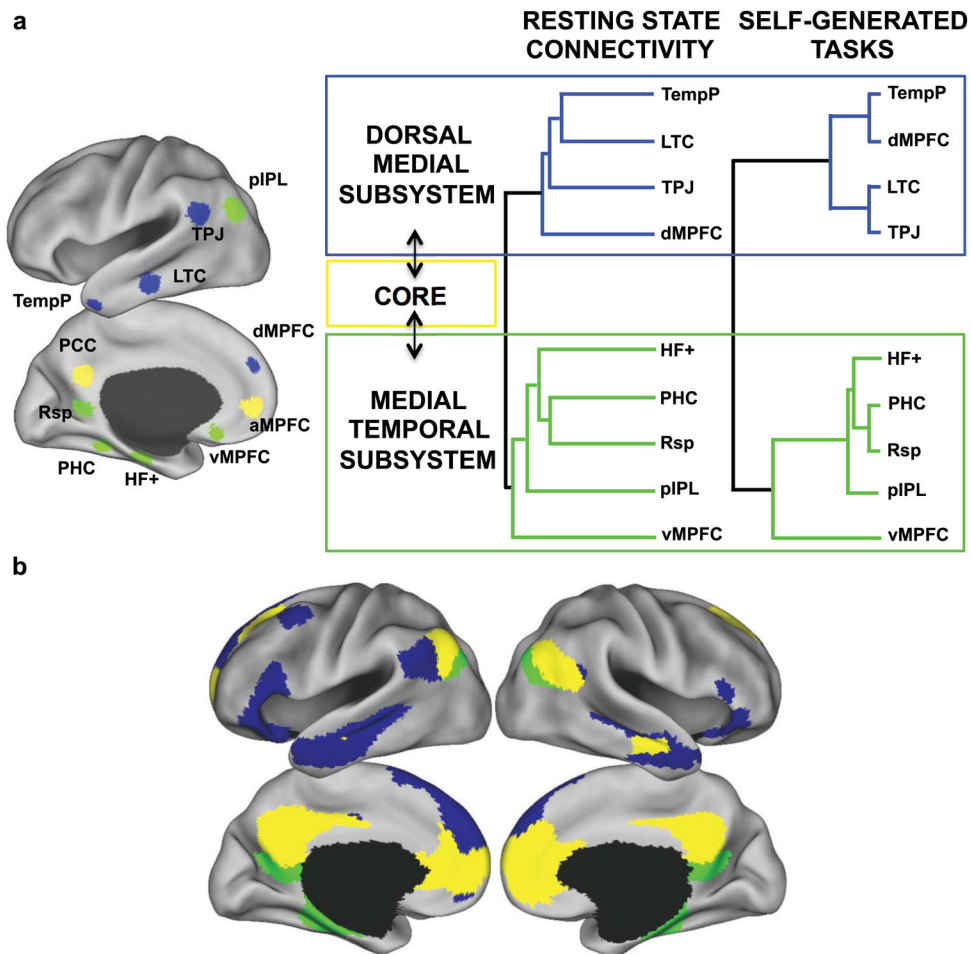 a
RESTING STATE
CONNECTIVITY
SELF-GENERATED
TASKS
pIPL
TPJ
LTC
TempP
PCC
dMPFC
Rsp
aMPFC
vMPFC
PHC
HF+
DORSAL
MEDIAL
SUBSYSTEM
CORE
MEDIAL
TEMPORAL
SUBSYSTEM
TempP
LTC
TPJ
dMPFC
HF+
PHC
Rsp
pIPL
vMPFC
TempP
dMPFC
LTC
TPJ
HF+
PHC
Rsp
pIPL
vMPFC
b